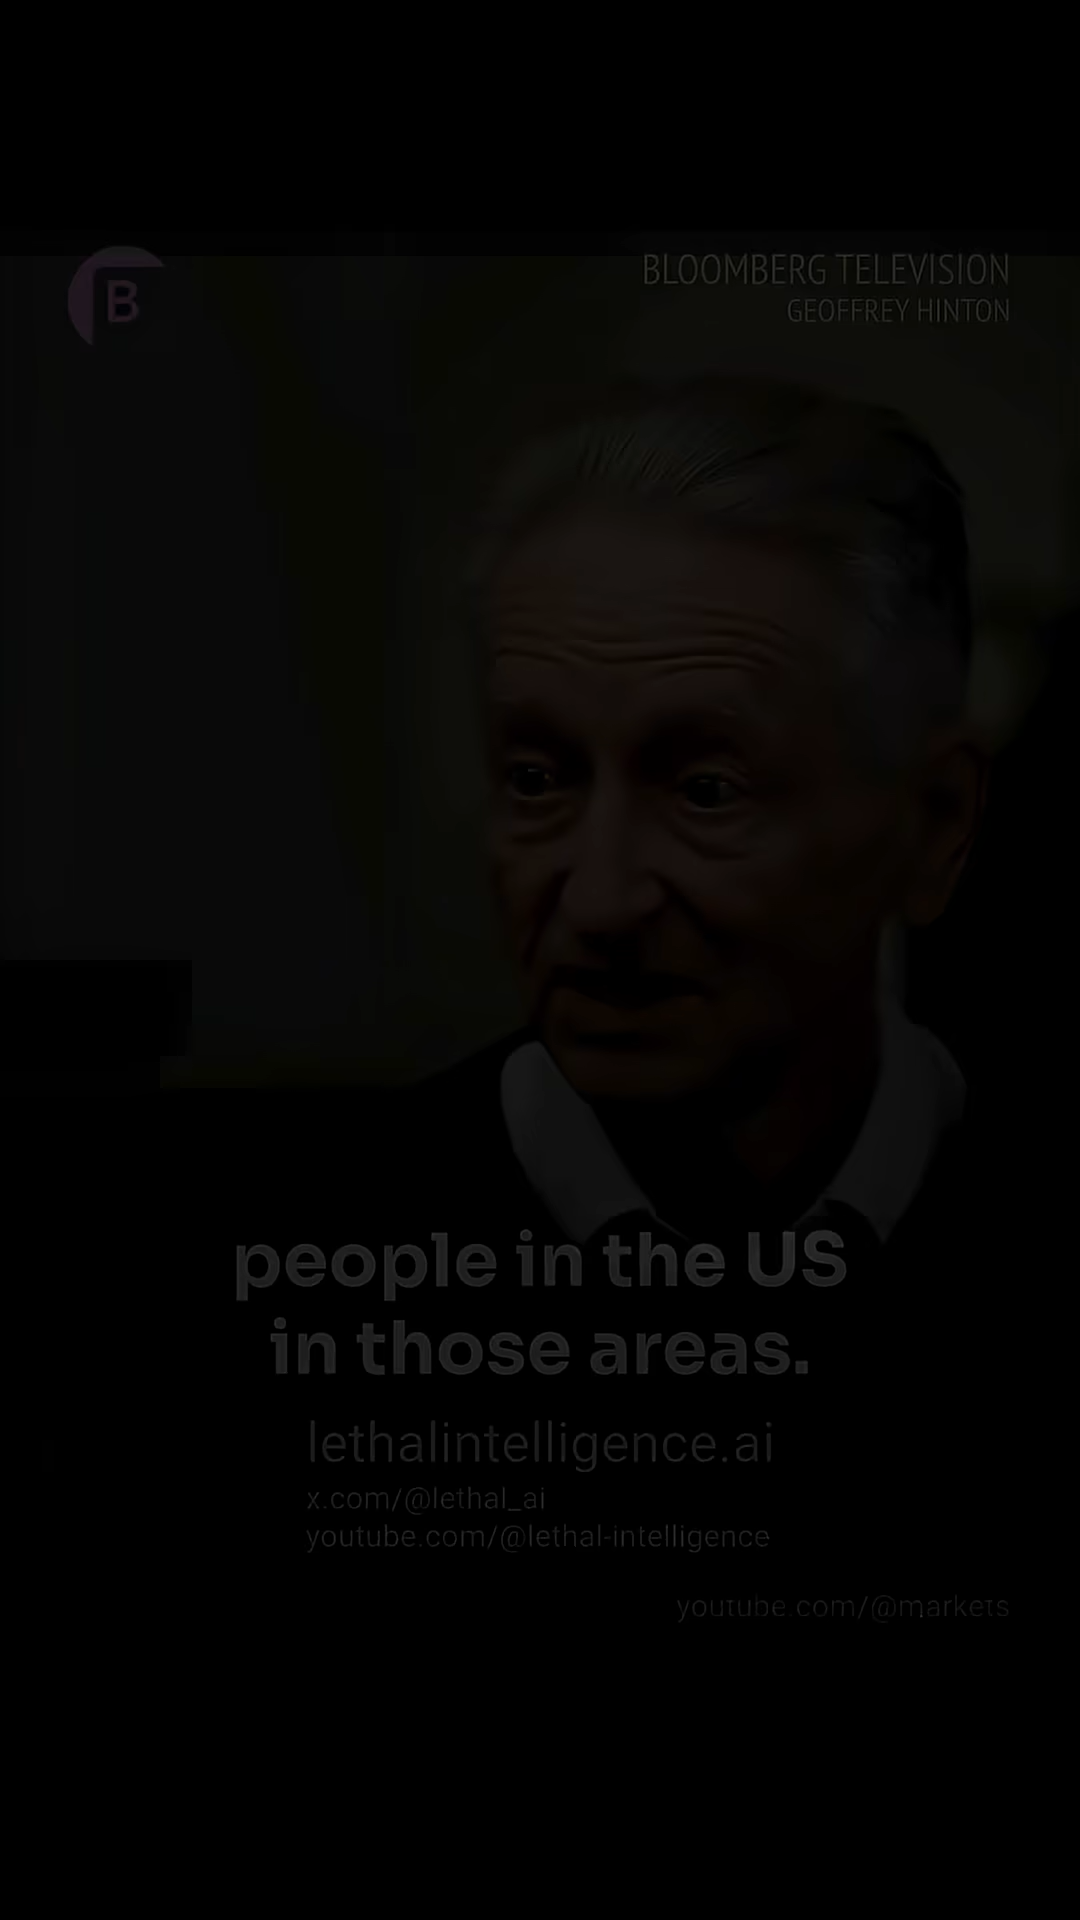 B
BLOOMBERG TELEVISION
GEOFFREY HINTON
people in the US
in those areas.
lethalintelligence.ai
x.com/@lethal_ai
youtube.com/@lethal-intelligence
youtube.com/@markets